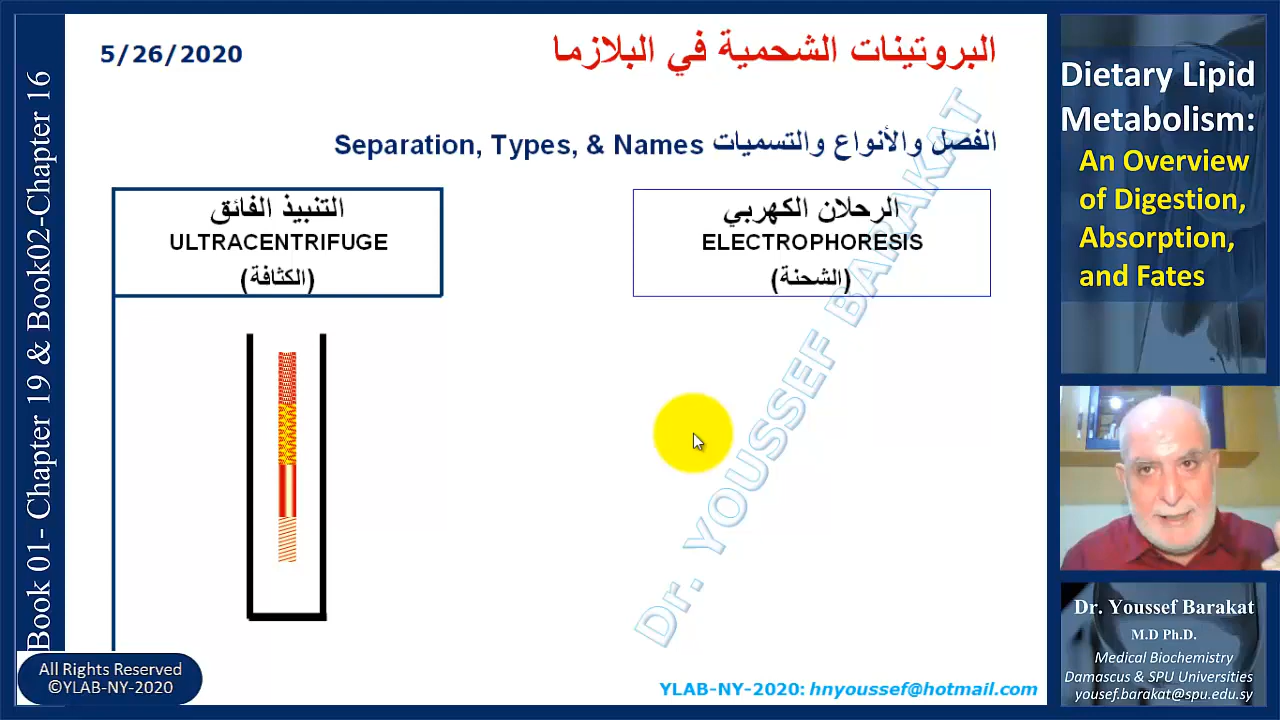 5/26/2020
البروتينات الشحمية في البلازما
الفصل والأنواع والتسميات Separation, Types, & Names
التنبيذ الفائق
ULTRACENTRIFUGE
(الكثافة)
الرحلان الكهربي
ELECTROPHORESIS
(الشحنة)
Dr. YOUSSEF BARAKAT
Book 01- Chapter 19 & Book02-Chapter 16
All Rights Reserved
©YLAB-NY-2020
YLAB-NY-2020: hnyoussef@hotmail.com
Dietary Lipid
Metabolism:
An Overview
of Digestion,
Absorption,
and Fates
Dr. Youssef Barakat
M.D Ph.D.
Medical Biochemistry
Damascus & SPU Universities
yousef.barakat@spu.edu.sy